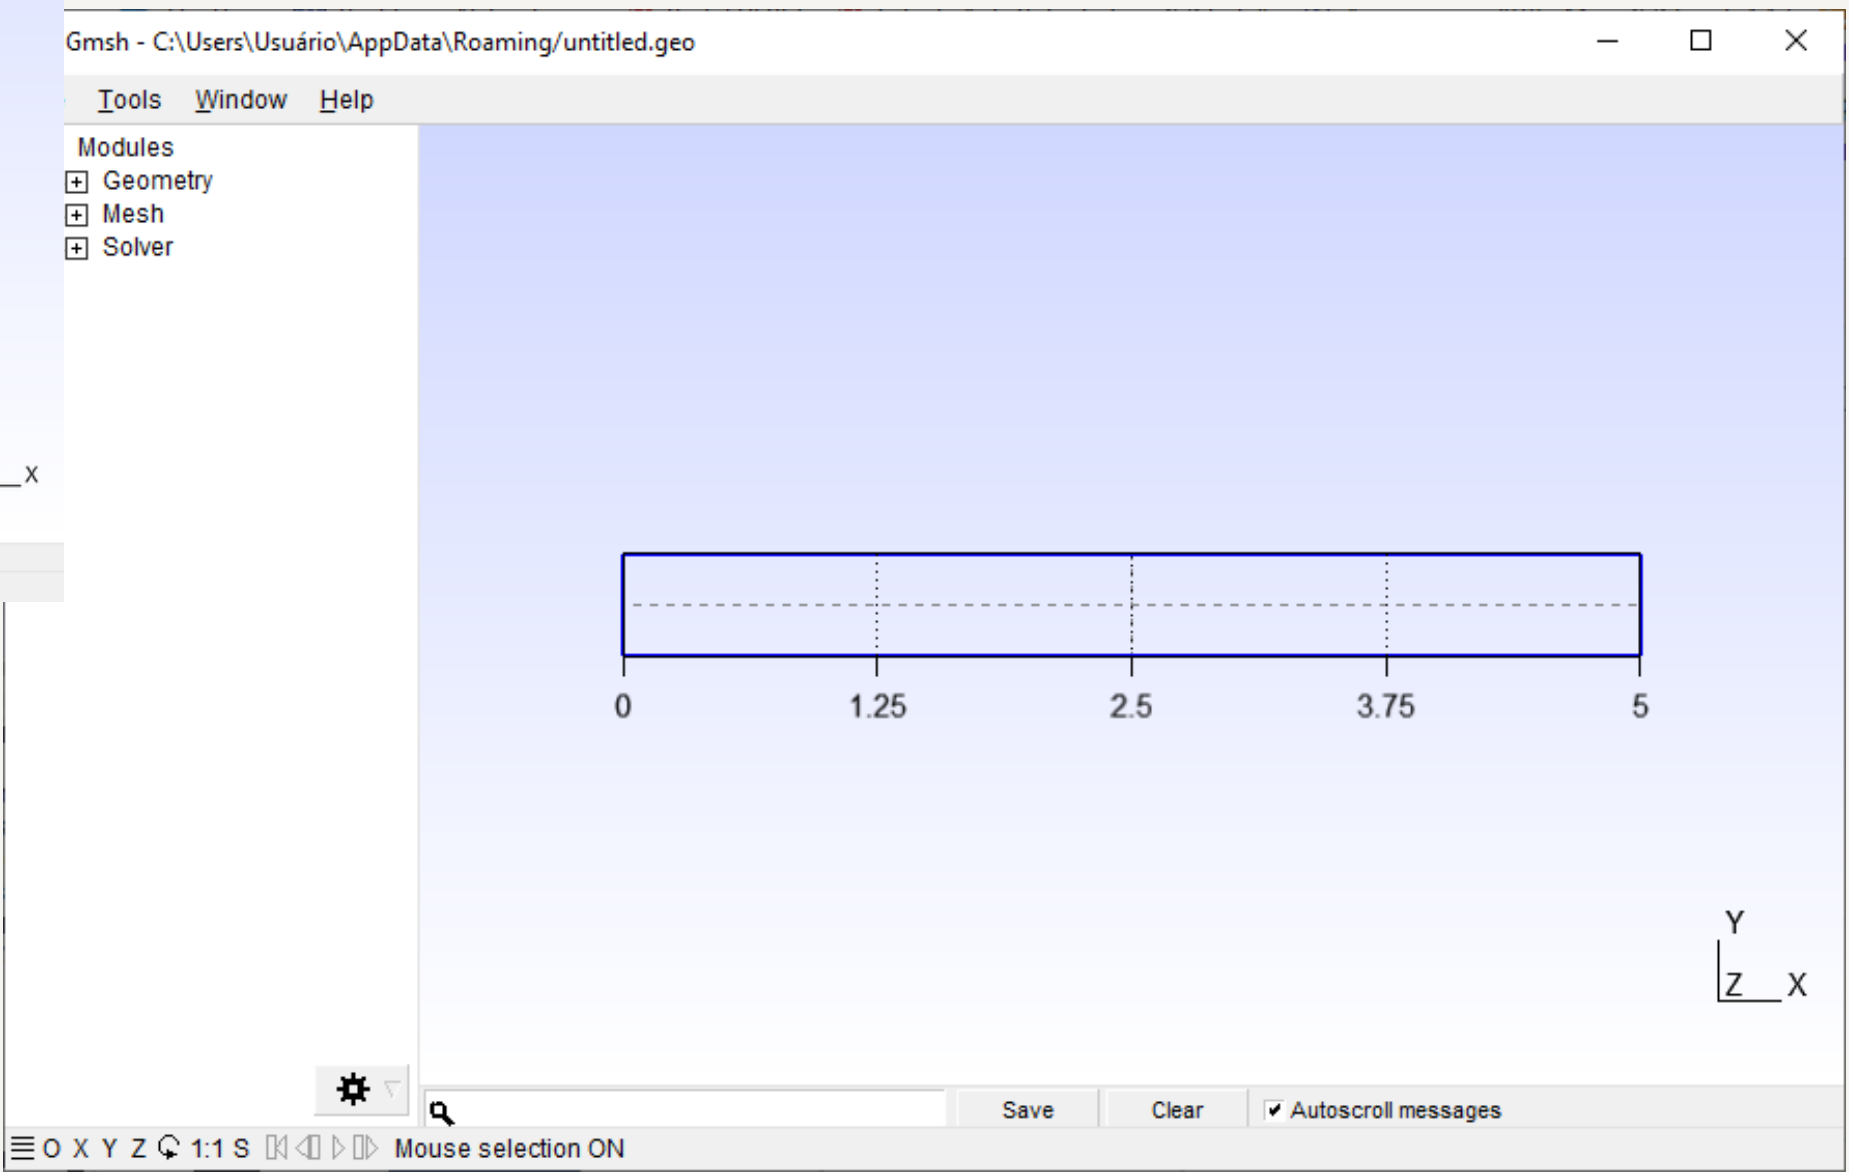 Gmsh - C:\Users\Usuário\AppData\Roaming/untitled.geo
Tools Window Help
Modules
Geometry
Mesh
Solver
X
0 1.25 2.5 3.75 5
Y
Z X
Save Clear Autoscroll messages
O X Y Z 1:1 S Mouse selection ON